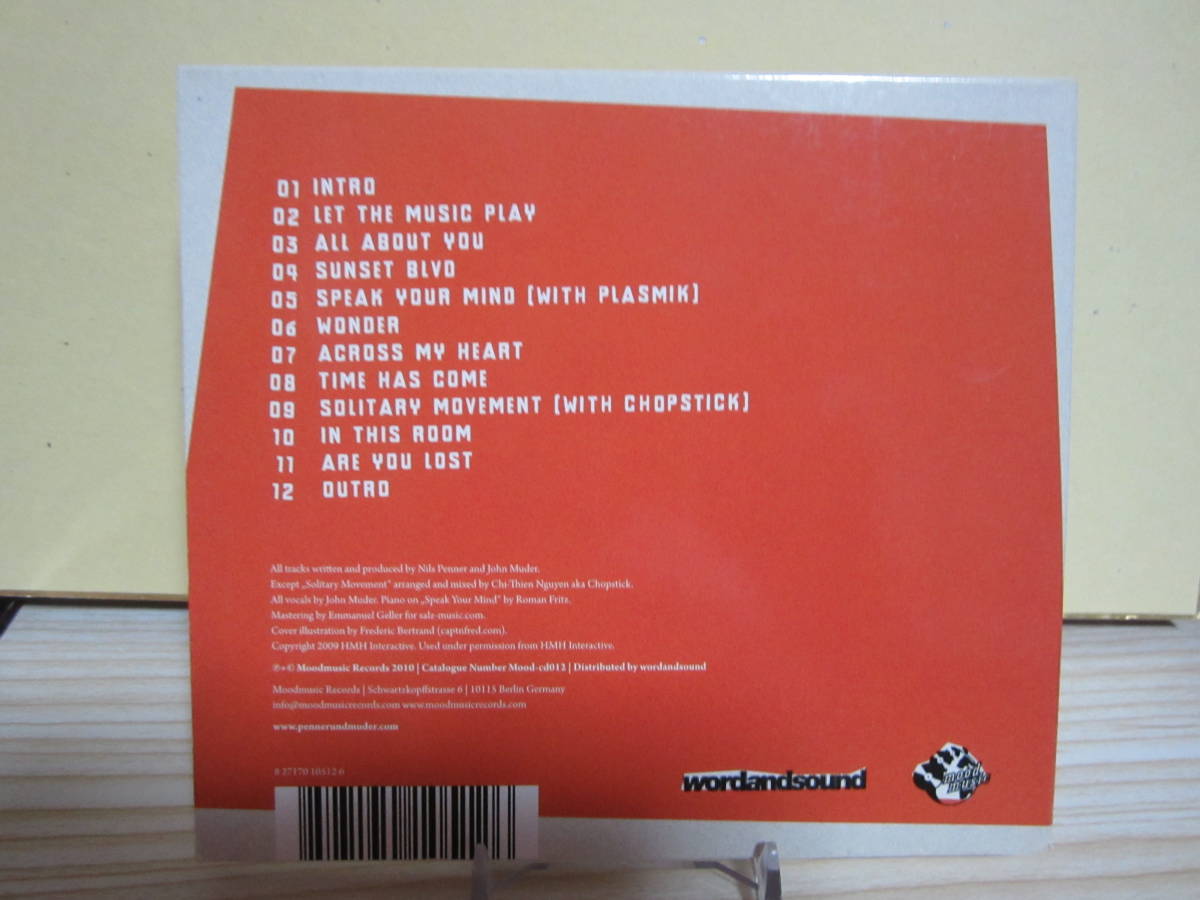 01 INTRO
02 LET THE MUSIC PLAY
03 ALL ABOUT YOU
04 SUNSET BLVD
05 SPEAK YOUR MIND (WITH PLASMIK)
06 WONDER
07 ACROSS MY HEART
08 TIME HAS COME
09 SOLITARY MOVEMENT (WITH CHOPSTICK)
10 IN THIS ROOM
11 ARE YOU LOST
12 OUTRO
All tracks written and produced by Nils Penner and John Muder.
Except „Solitary Movement" arranged and mixed by Chi-Thien Nguyen aka Chopstick.
All vocals by John Muder. Piano on „Speak Your Mind" by Roman Fritz.
Mastering by Emmanuel Geller for salz-music.com.
Cover illustration by Frederic Bertrand (captnfred.com).
Copyright 2009 HMH Interactive. Used under permission from HMH Interactive.
℗+© Moodmusic Records 2010 | Catalogue Number Mood-cd012 | Distributed by wordandsound
Moodmusic Records | Schwartzkopffstrasse 6 | 10115 Berlin Germany
info@moodmusicrecords.com www.moodmusicrecords.com
www.pennerundmuder.com
8 27170 10512 6
wordandsound
mood
music